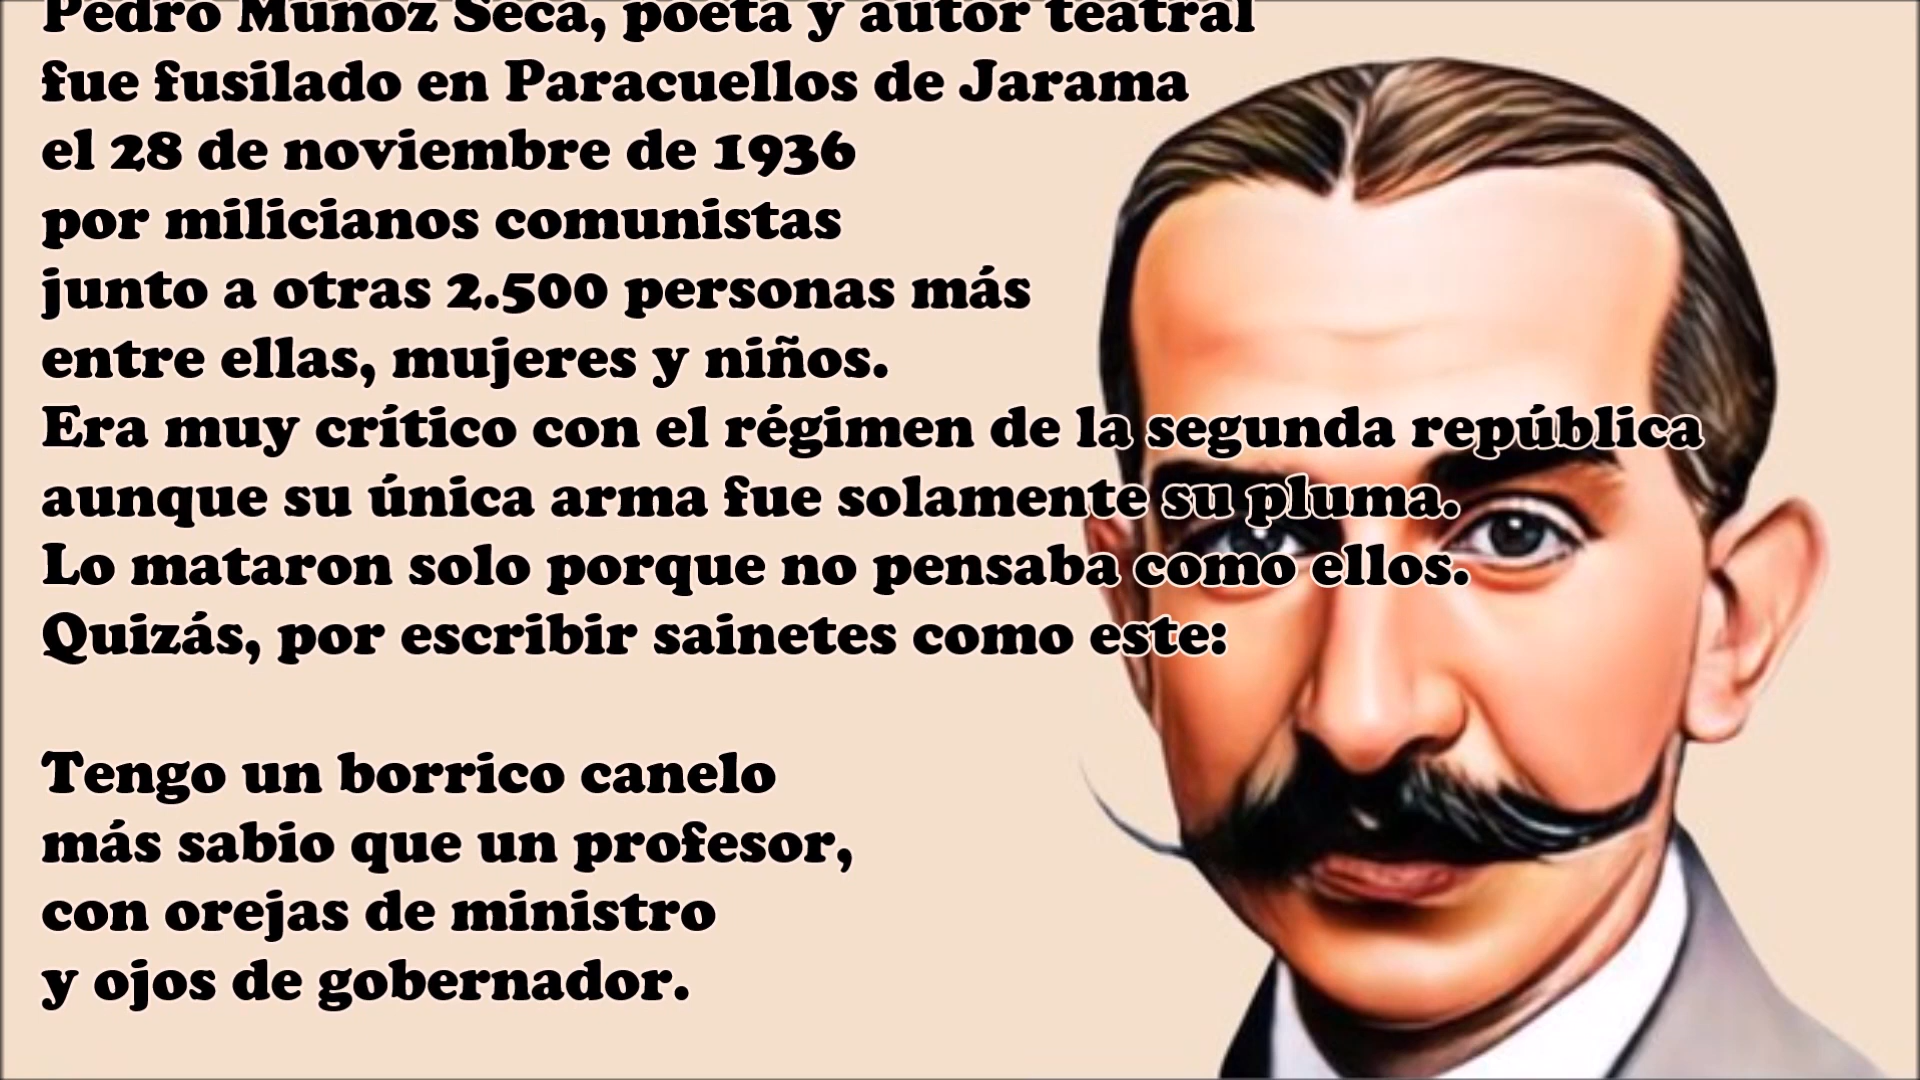 Pedro Muñoz Seca, poeta y autor teatral
fue fusilado en Paracuellos de Jarama
el 28 de noviembre de 1936
por milicianos comunistas
junto a otras 2.500 personas más
entre ellas, mujeres y niños.
Era muy crítico con el régimen de la segunda república
aunque su única arma fue solamente su pluma.
Lo mataron solo porque no pensaba como ellos.
Quizás, por escribir sainetes como este:
Tengo un borrico canelo
más sabio que un profesor,
con orejas de ministro
y ojos de gobernador.